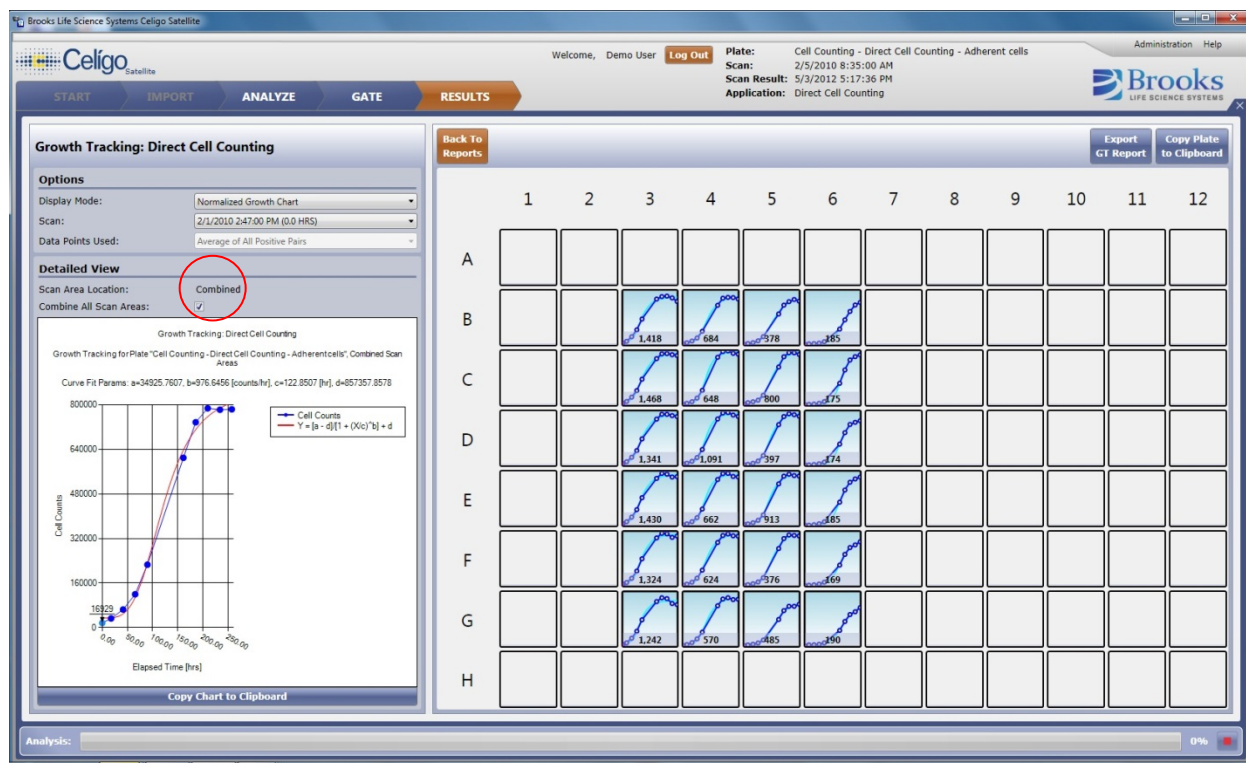 Brooks Life Science Systems Celigo Satellite
Celígo
Satellite
Welcome, Demo User Log Out
Plate: Cell Counting - Direct Cell Counting - Adherent cells
Scan: 2/5/2010 8:35:00 AM
Scan Result: 5/3/2012 5:17:36 PM
Application: Direct Cell Counting
Administration Help
Brooks
LIFE SCIENCE SYSTEMS
START IMPORT ANALYZE GATE RESULTS
Growth Tracking: Direct Cell Counting
Options
Display Mode: Normalized Growth Chart
Scan: 2/1/2010 2:47:00 PM (0.0 HRS)
Data Points Used: Average of All Positive Pairs
Detailed View
Scan Area Location: Combined
Combine All Scan Areas:
Growth Tracking: Direct Cell Counting
Growth Tracking for Plate "Cell Counting - Direct Cell Counting - Adherent cells", Combined Scan
Areas
Curve Fit Params: a=34925.7607, b=976.6456 [counts/hr], c=122.8507 [hr], d=857357.8578
800000
640000
480000
320000
160000
16929
0
Cell Counts
0.00 50.00 100.00 150.00 200.00 250.00
Elapsed Time [hrs]
Cell Counts
Y = [a - d]/[1 + (X/c)^b] + d
Copy Chart to Clipboard
Back To
Reports
Export
GT Report
Copy Plate
to Clipboard
1 2 3 4 5 6 7 8 9 10 11 12
A
B 1,418 684 378 185
C 1,468 648 800 175
D 1,341 1,091 397 174
E 1,430 662 913 185
F 1,324 624 376 169
G 1,242 570 485 190
H
Analysis: 0%